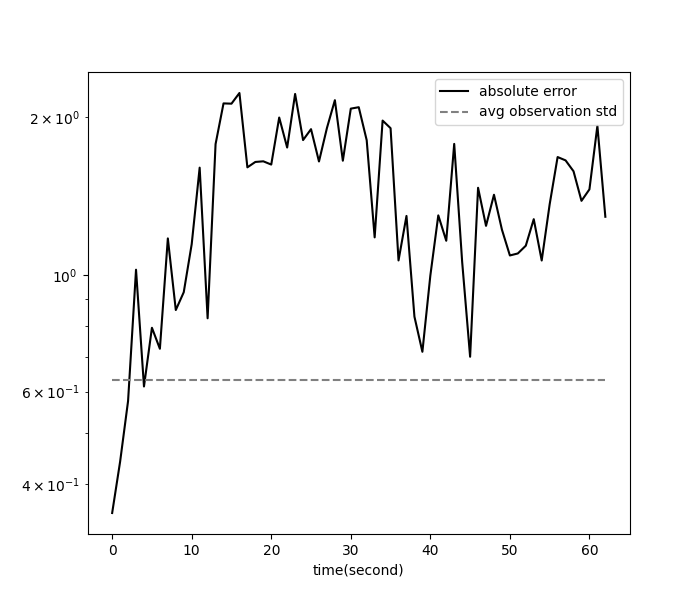 absolute error
avg observation std
2 × 10⁰
10⁰
6 × 10⁻¹
4 × 10⁻¹
0 10 20 30 40 50 60
time(second)